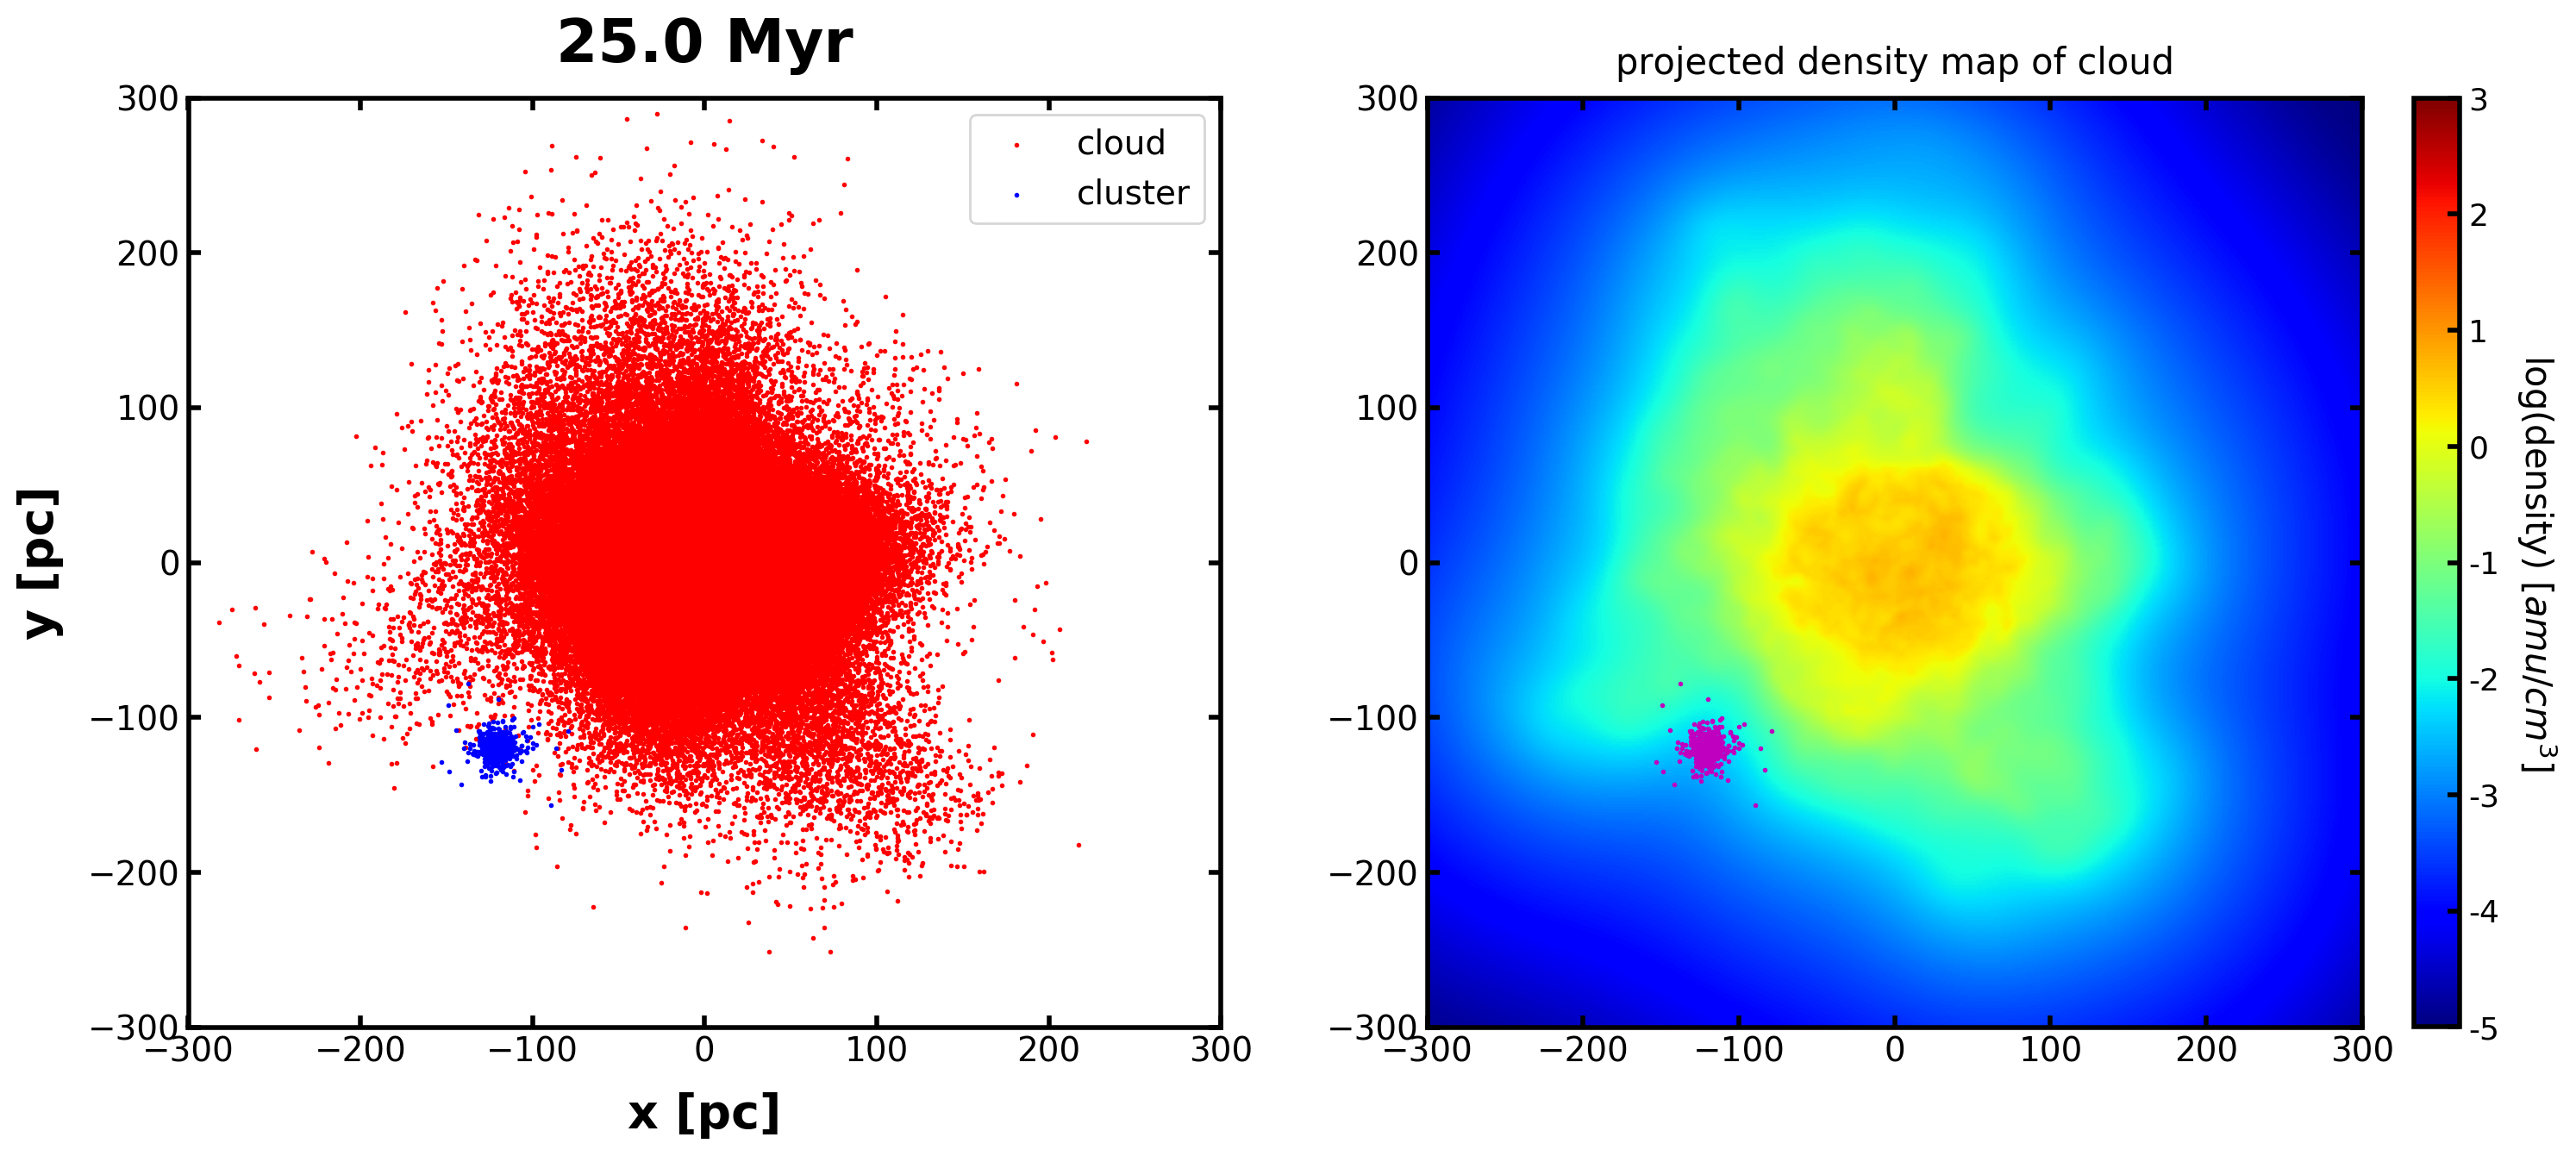 25.0 Myr
projected density map of cloud
cloud
cluster
300
200
100
0
−100
−200
−300
−300 −200 −100 0 100 200 300
y [pc]
x [pc]
300
200
100
0
−100
−200
−300
−300 −200 −100 0 100 200 300
3
2
1
0
-1
-2
-3
-4
-5
log(density) [amu/cm³]